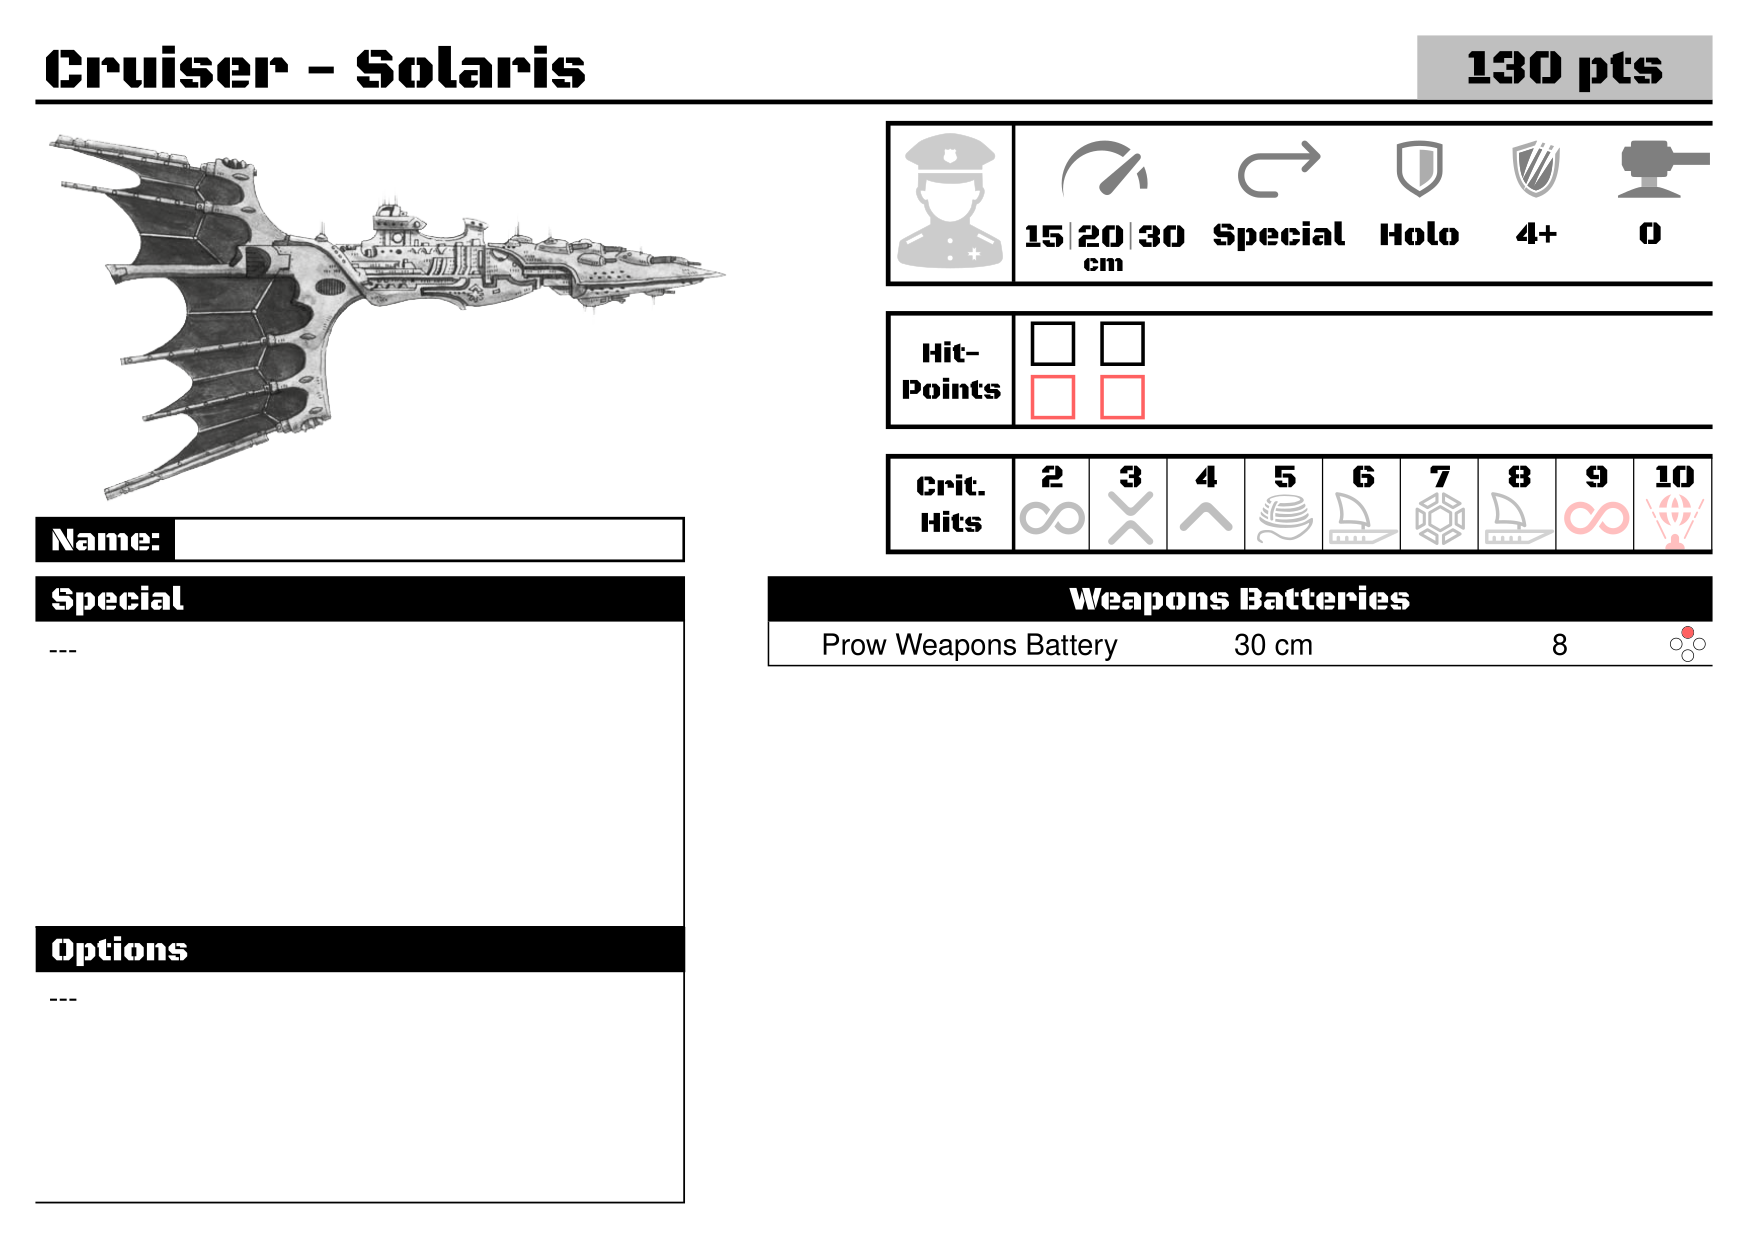 Cruiser - Solaris
130 pts
15|20|30
cm
Special
Holo
4+
0
Hit-
Points
Crit.
Hits
2 3 4 5 6 7 8 9 10
Name:
Special
---
Options
---
Weapons Batteries
Prow Weapons Battery 30 cm 8